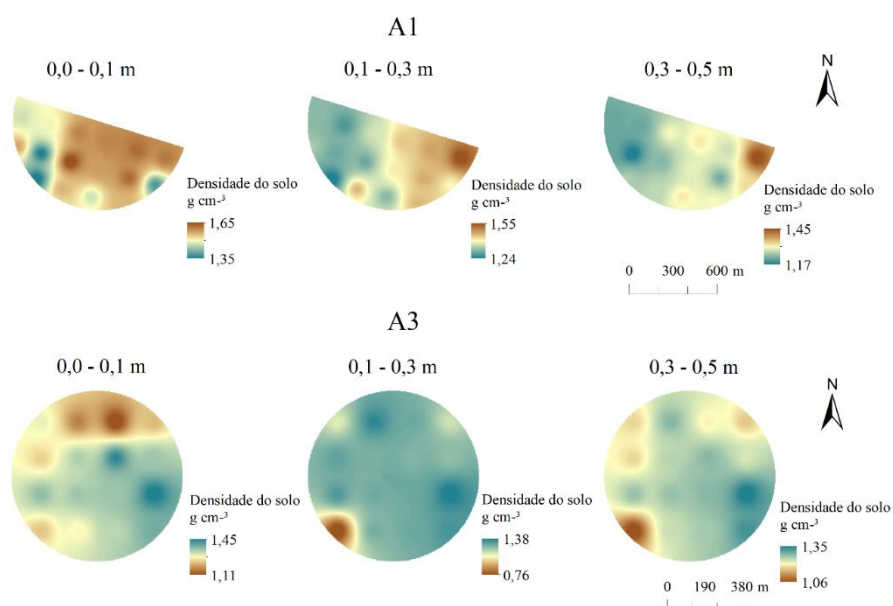 A1
0,0 - 0,1 m
0,1 - 0,3 m
0,3 - 0,5 m
N
Densidade do solo
g cm-³
1,65
1,35
Densidade do solo
g cm-³
1,55
1,24
Densidade do solo
g cm-³
1,45
1,17
0 300 600 m
A3
0,0 - 0,1 m
0,1 - 0,3 m
0,3 - 0,5 m
N
Densidade do solo
g cm-³
1,45
1,11
Densidade do solo
g cm-³
1,38
0,76
Densidade do solo
g cm-³
1,35
1,06
0 190 380 m